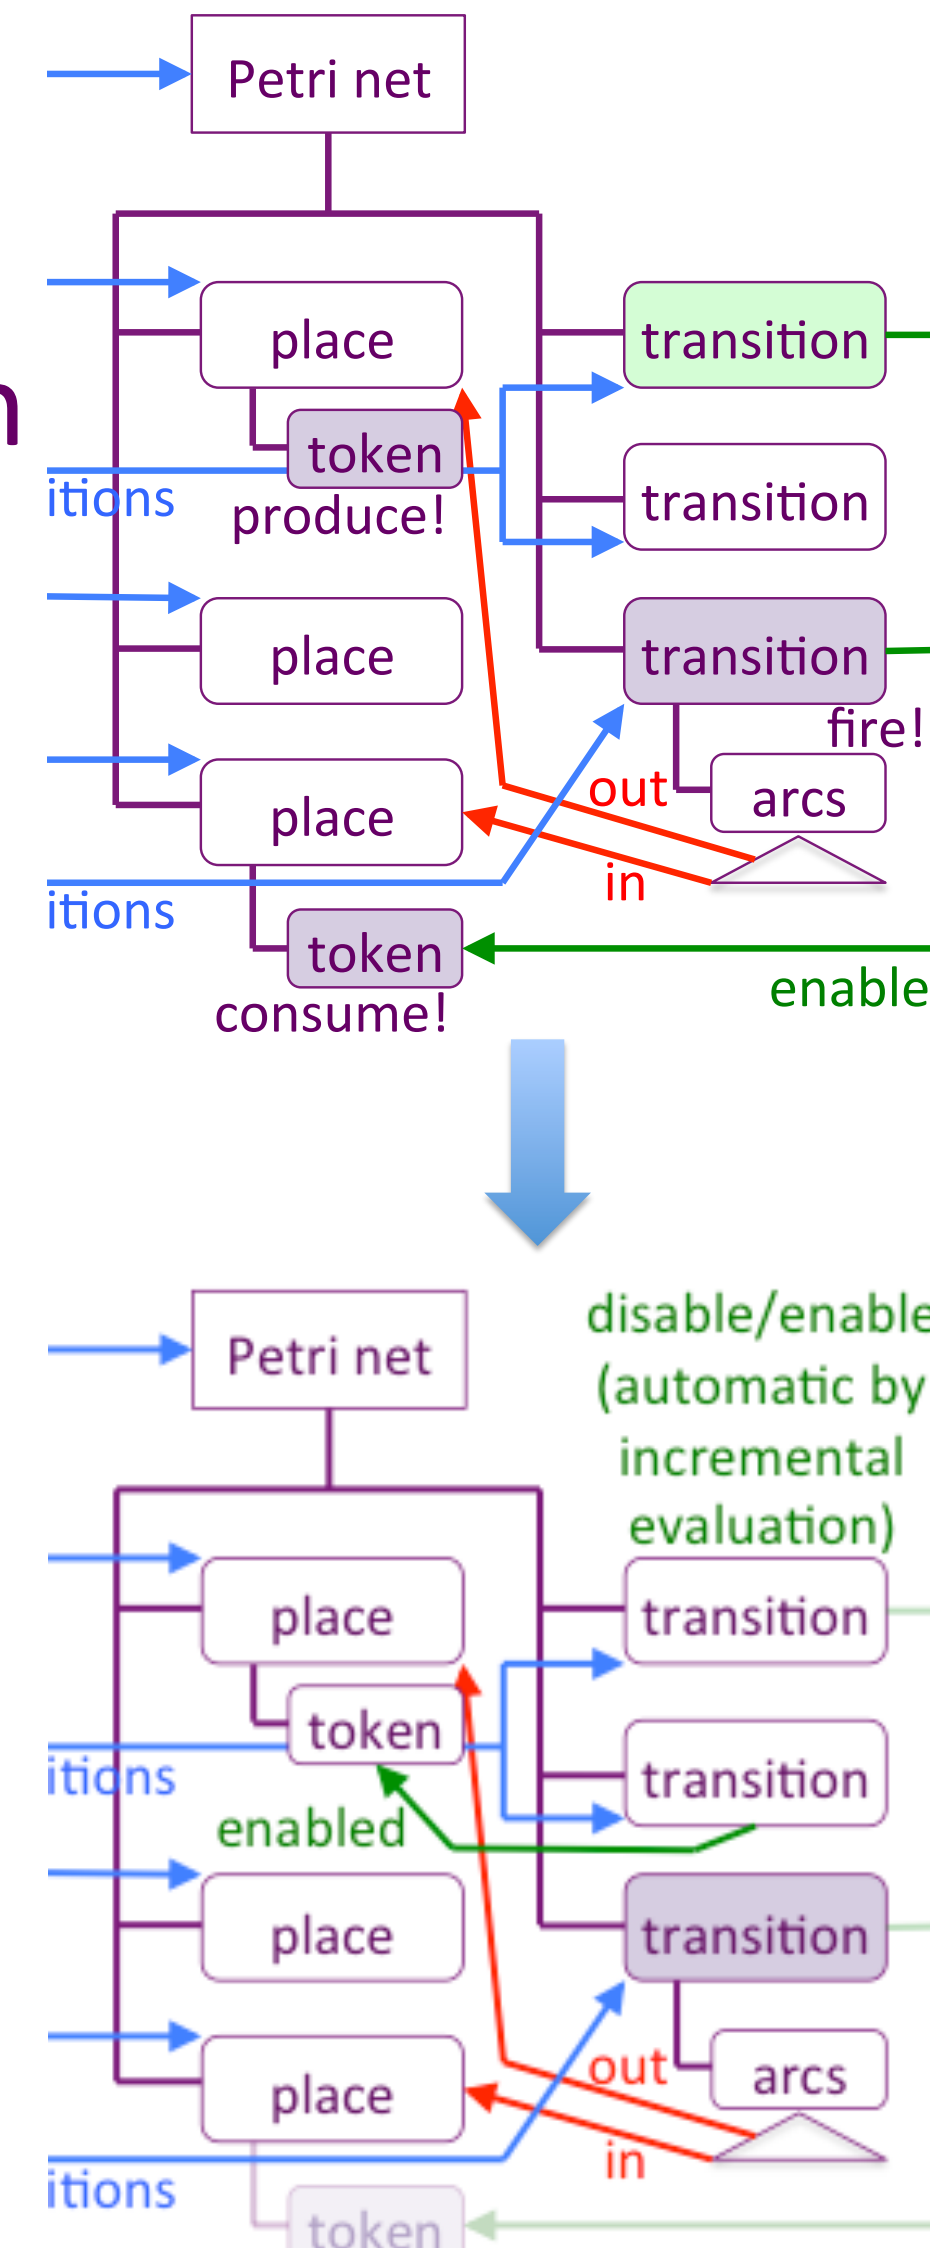 Petri net
place
transition
n
token
itions
produce!
transition
place
transition
fire!
out
arcs
place
in
itions
token
enable
consume!
disable/enable
Petri net
(automatic by
incremental
evaluation)
place
transition
token
itions
transition
enabled
place
transition
out
arcs
place
in
itions
token